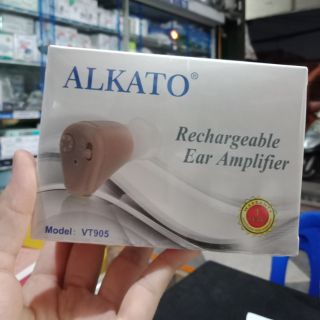 ALKATO®
Rechargeable
Ear Amplifier
Model: VT905